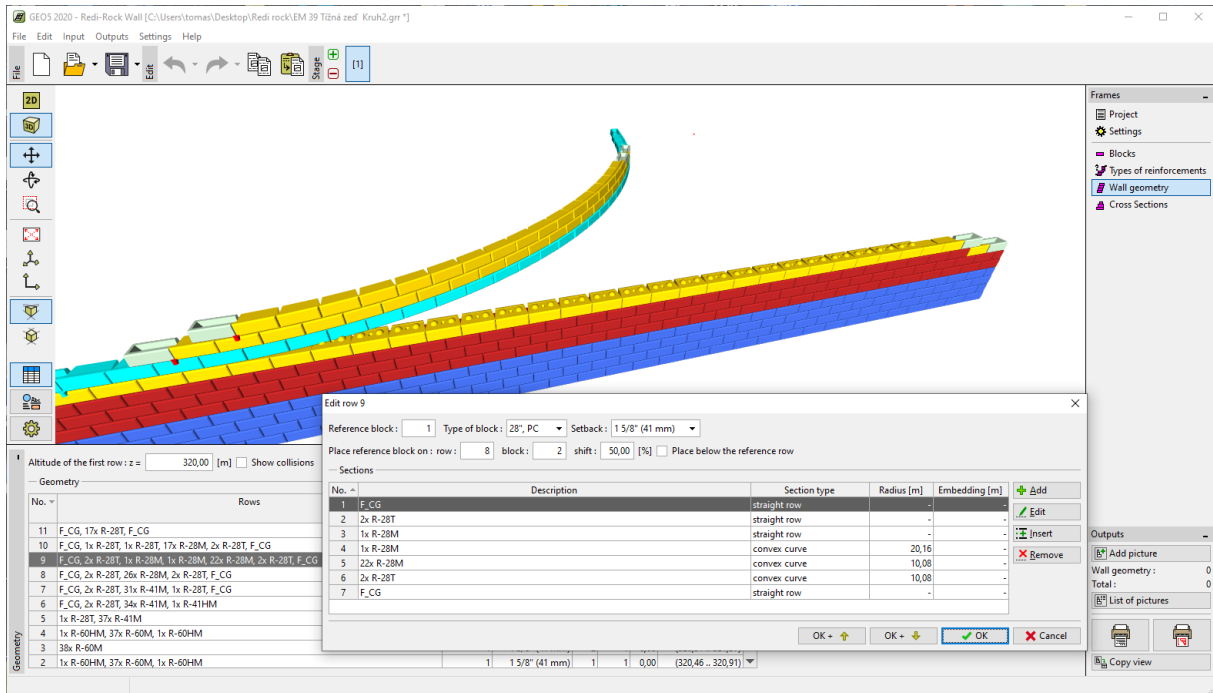 GEO5 2020 - Redi-Rock Wall [C:\Users\tomas\Desktop\Redi rock\EM 39 Tížná zeď Kruh2.grr *]
File Edit Input Outputs Settings Help
File
Edit
Stage
[1]
2D
3D
Frames
Project
Settings
Blocks
Types of reinforcements
Wall geometry
Cross Sections
Edit row 9
Reference block : 1 Type of block : 28", PC Setback : 1 5/8" (41 mm)
Place reference block on : row : 8 block : 2 shift : 50,00 [%] Place below the reference row
Sections
No. Description Section type Radius [m] Embedding [m]
1 F_CG straight row - -
2 2x R-28T straight row - -
3 1x R-28M straight row - -
4 1x R-28M convex curve 20,16 -
5 22x R-28M convex curve 10,08 -
6 2x R-28T convex curve 10,08 -
7 F_CG straight row - -
Add
Edit
Insert
Remove
OK + OK + OK Cancel
Altitude of the first row : z = 320,00 [m] Show collisions
Geometry
No. Rows
11 F_CG, 17x R-28T, F_CG
10 F_CG, 1x R-28T, 1x R-28T, 17x R-28M, 2x R-28T, F_CG
9 F_CG, 2x R-28T, 1x R-28M, 1x R-28M, 22x R-28M, 2x R-28T, F_CG
8 F_CG, 2x R-28T, 26x R-28M, 2x R-28T, F_CG
7 F_CG, 2x R-28T, 31x R-41M, 1x R-28T, F_CG
6 F_CG, 2x R-28T, 34x R-41M, 1x R-41HM
5 1x R-28T, 37x R-41M
4 1x R-60HM, 37x R-60M, 1x R-60HM
3 38x R-60M
2 1x R-60HM, 37x R-60M, 1x R-60HM 1 1 5/8" (41 mm) 1 1 0,00 (320,46 .. 320,91)
Geometry
Outputs
Add picture
Wall geometry : 0
Total : 0
List of pictures
Copy view